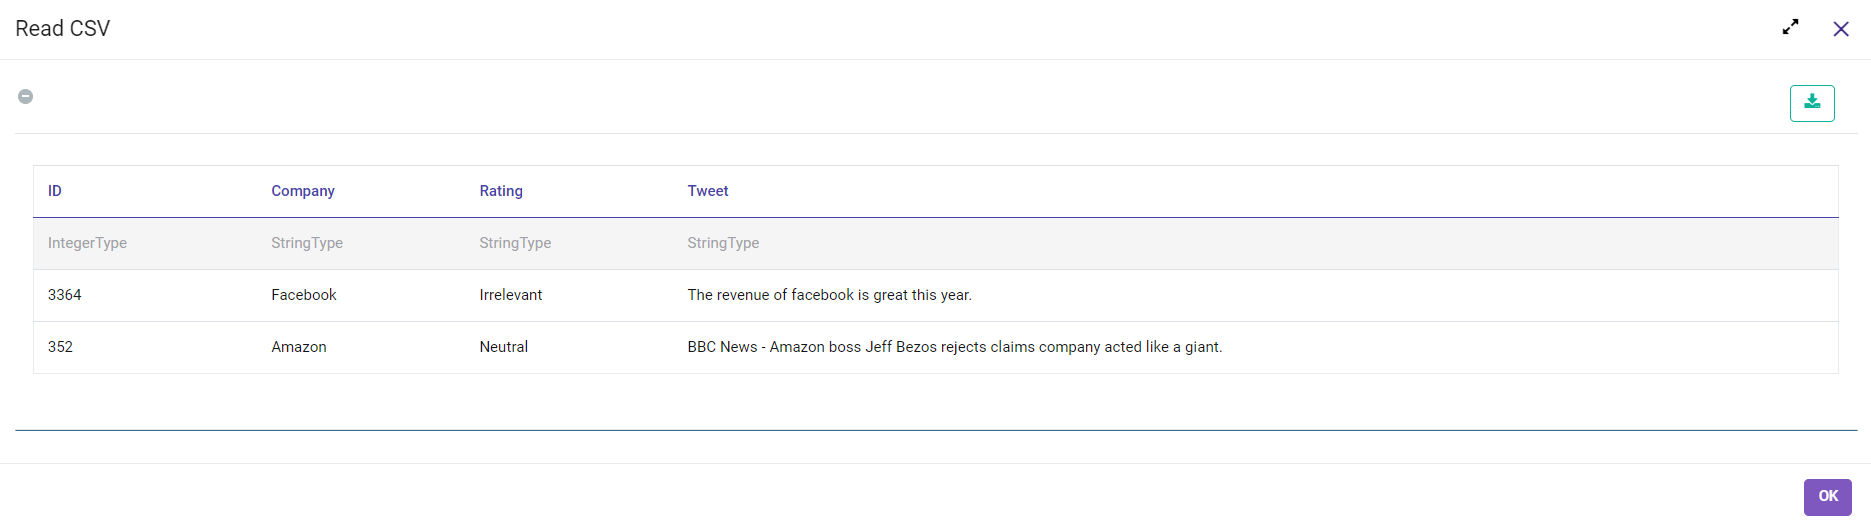 Read CSV
ID Company Rating Tweet
IntegerType StringType StringType StringType
3364 Facebook Irrelevant The revenue of facebook is great this year.
352 Amazon Neutral BBC News - Amazon boss Jeff Bezos rejects claims company acted like a giant.
OK